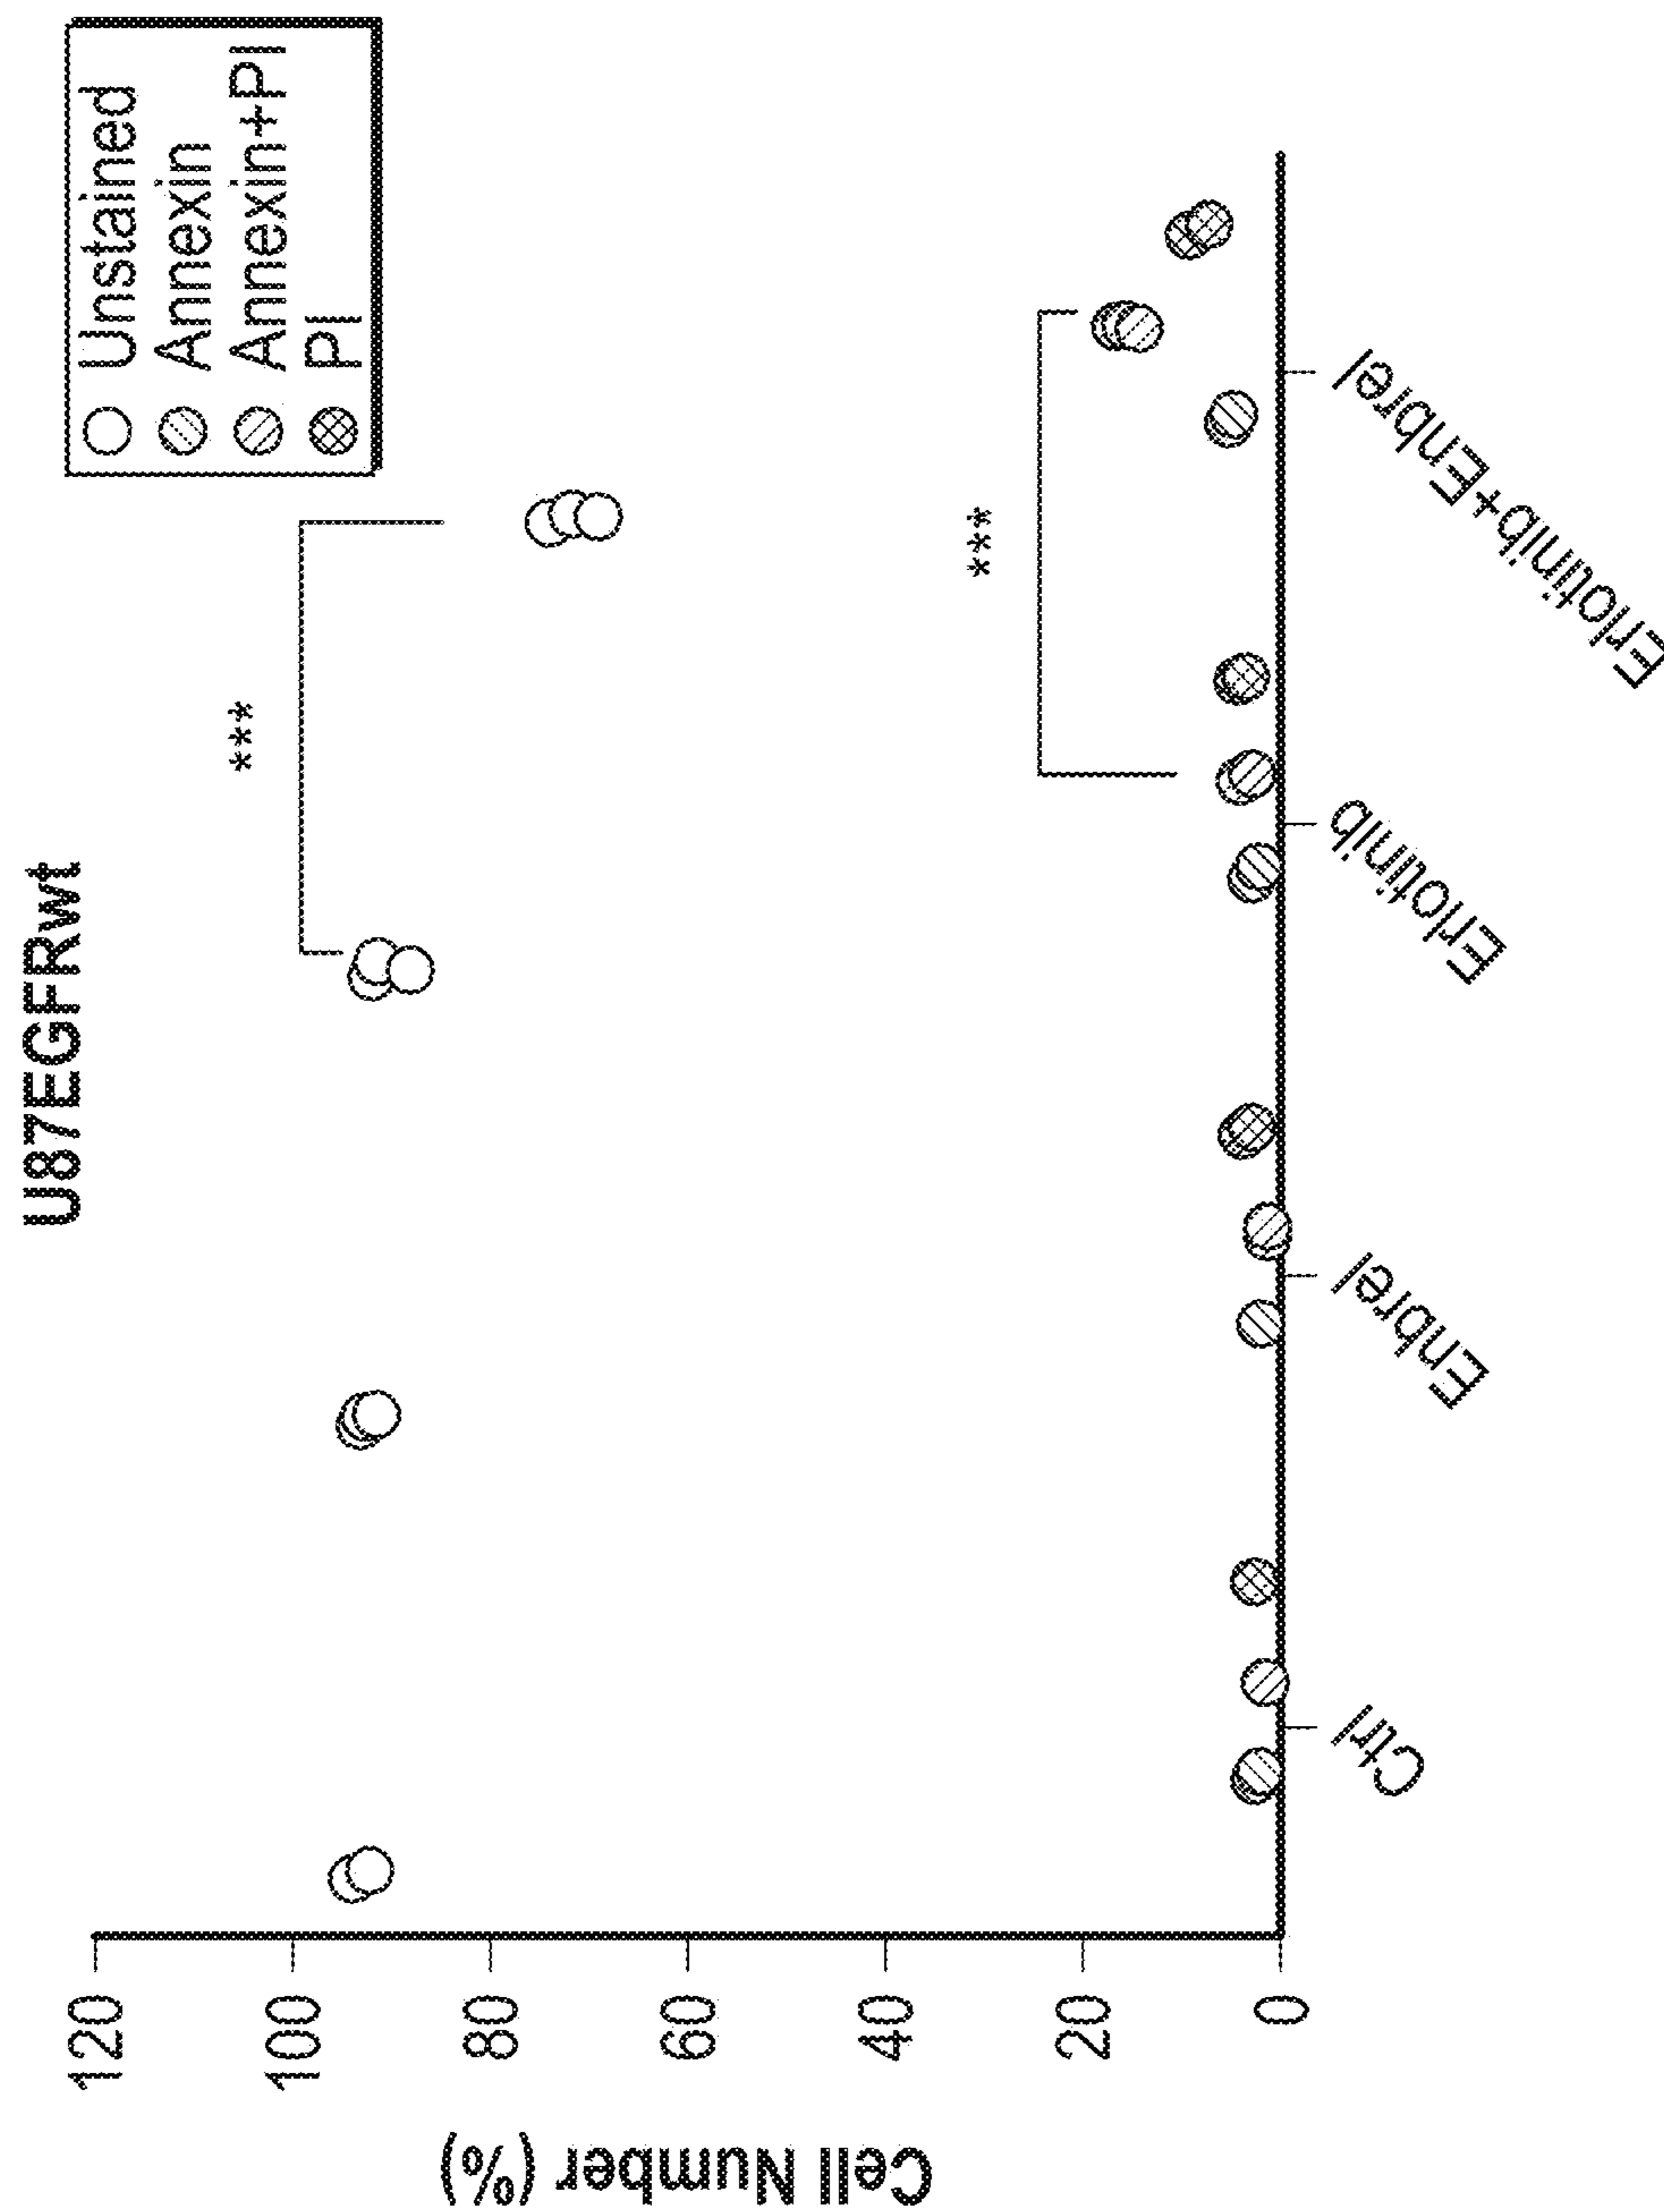 U87EGFRwt
Unstained
Annexin
Annexin+PI
PI
***
***
Cell Number (%)
120
100
80
60
40
20
0
Ctrl
Enbrel
Erlotinib
Erlotinib+Enbrel